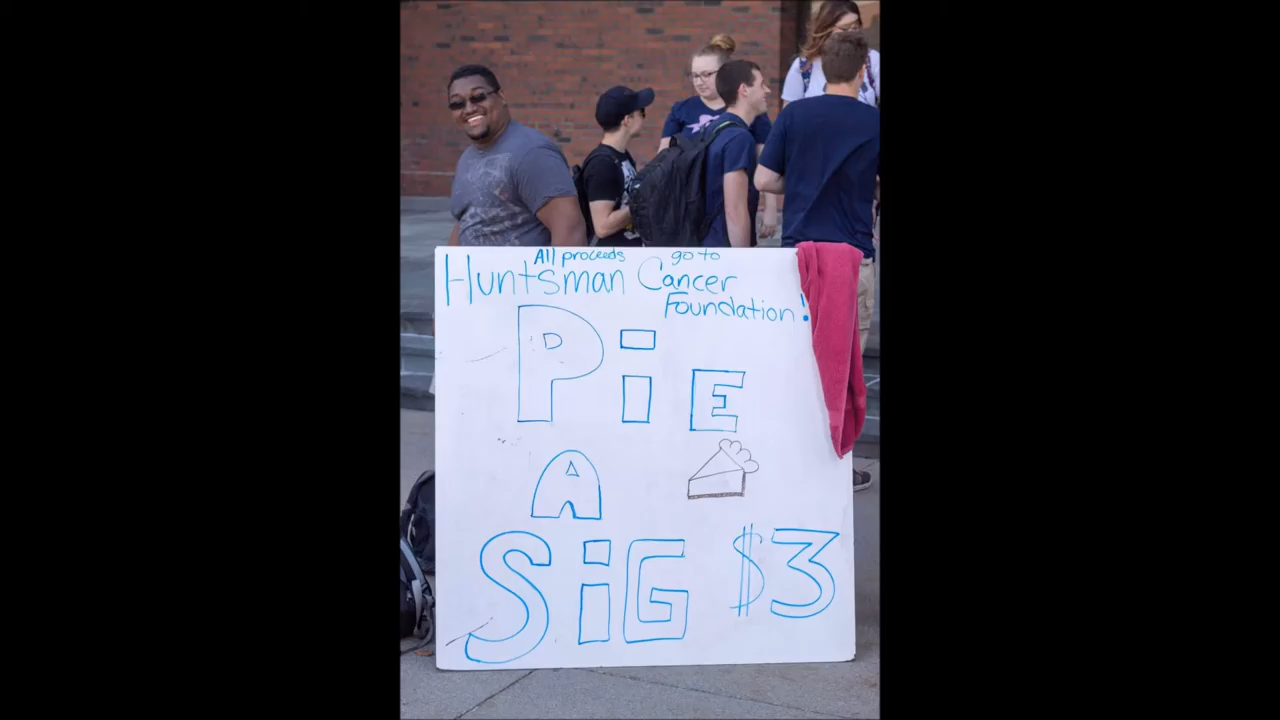 All proceeds go to
Huntsman Cancer
Foundation!
PiE
A
SiG $3